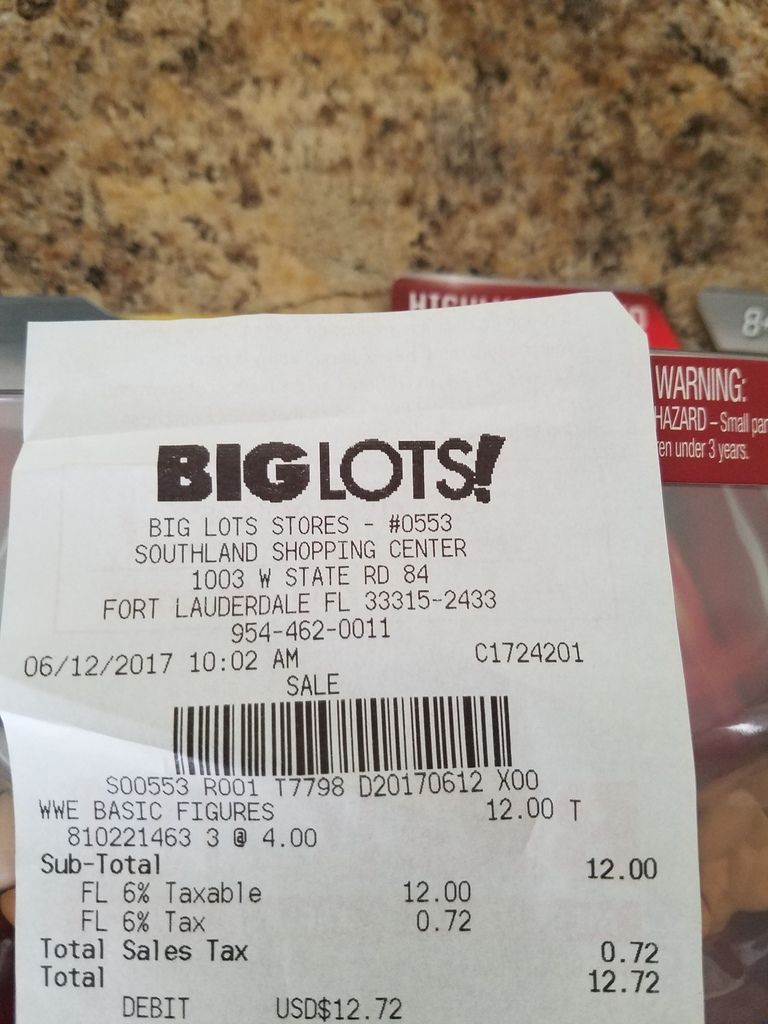 8+
WARNING:
HAZARD - Small
under 3 years.
BIG LOTS!
BIG LOTS STORES - #0553
SOUTHLAND SHOPPING CENTER
1003 W STATE RD 84
FORT LAUDERDALE FL 33315-2433
954-462-0011
06/12/2017 10:02 AM C1724201
SALE
S00553 R001 T7798 D20170612 X00
WWE BASIC FIGURES 12.00 T
810221463 3 @ 4.00
Sub-Total 12.00
FL 6% Taxable 12.00
FL 6% Tax 0.72
Total Sales Tax 0.72
Total 12.72
DEBIT USD$12.72